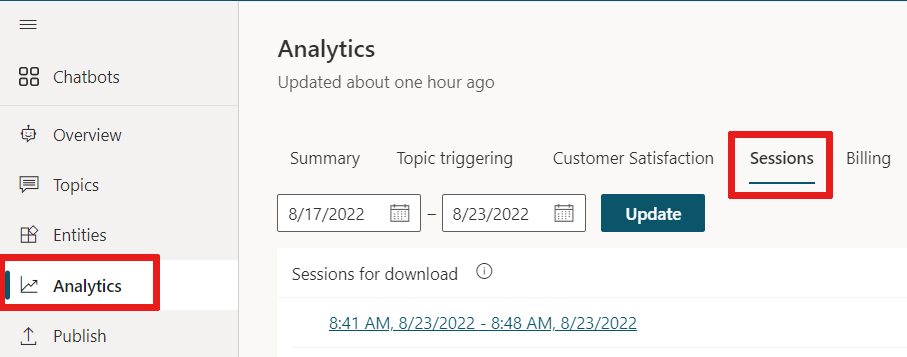 Analytics
Updated about one hour ago
Chatbots
Overview
Topics
Entities
Analytics
Publish
Summary Topic triggering Customer Satisfaction Sessions Billing
8/17/2022 – 8/23/2022 Update
Sessions for download
8:41 AM, 8/23/2022 - 8:48 AM, 8/23/2022